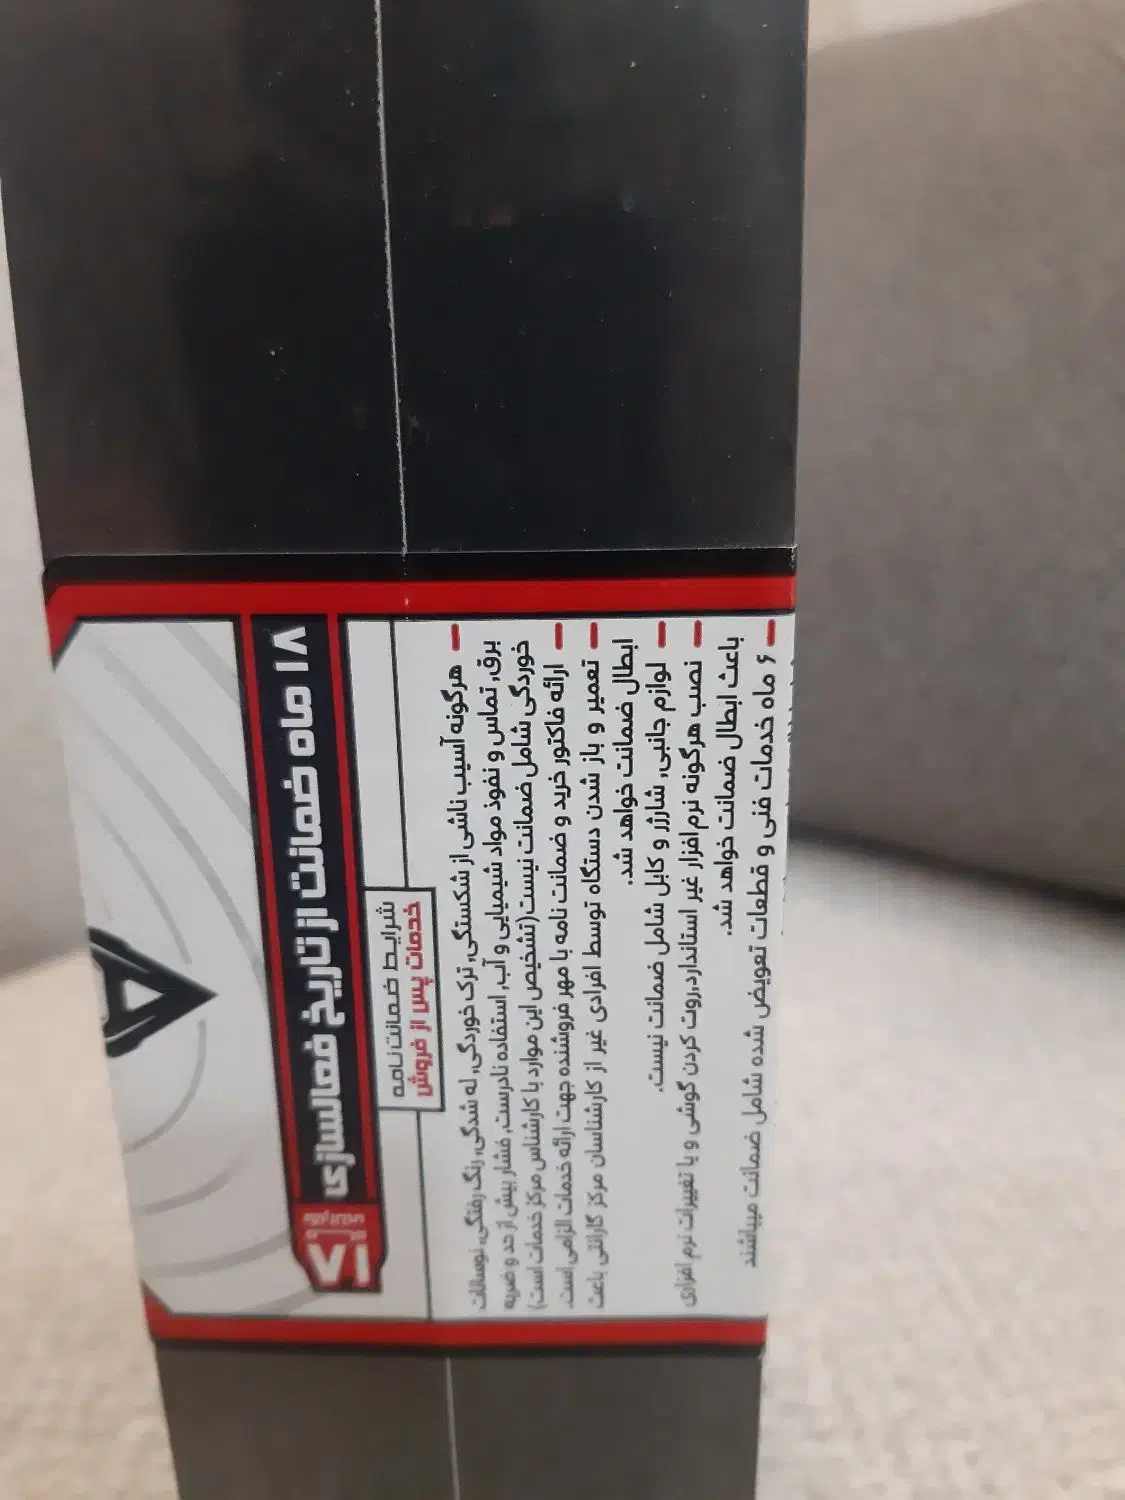 ۱۸ ماه ضمانت از تاریخ فعالسازی
شرایط ضمانت نامه
خدمات پس از فروش
هرگونه آسیب ناشی از شکستگی، ترک خوردگی، له شدگی، رنگ رفتگی، نوسانات
برق، تماس و نفوذ مواد شیمیایی و آب، استفاده نادرست، فشار بیش از حد و ضربه
خوردگی شامل ضمانت نیست(تشخیص این موارد با کارشناس مرکز خدمات است)
ارائه فاکتور خرید و ضمانت نامه با مهر فروشنده جهت ارائه خدمات الزامی است.
تعمیر و باز شدن دستگاه توسط افرادی غیر از کارشناسان مرکز گارانتی باعث
ابطال ضمانت خواهد شد.
لوازم جانبی، شارژر و کابل شامل ضمانت نیست.
نصب هرگونه نرم افزار غیر استاندارد،روت کردن گوشی و یا تغییرات نرم افزاری
باعث ابطال ضمانت خواهد شد.
۶ ماه خدمات فنی و قطعات تعویض شده شامل ضمانت میباشند